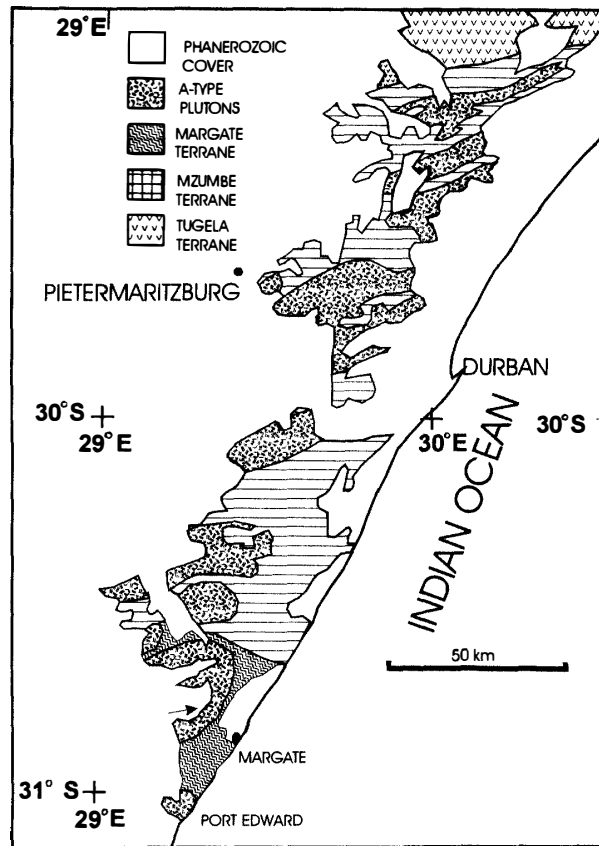 29°E
PHANEROZOIC
COVER
A-TYPE
PLUTONS
MARGATE
TERRANE
MZUMBE
TERRANE
TUGELA
TERRANE
PIETERMARITZBURG
DURBAN
30°S
29°E
30°E
30°S
INDIAN OCEAN
50 km
MARGATE
31° S
29°E
PORT EDWARD